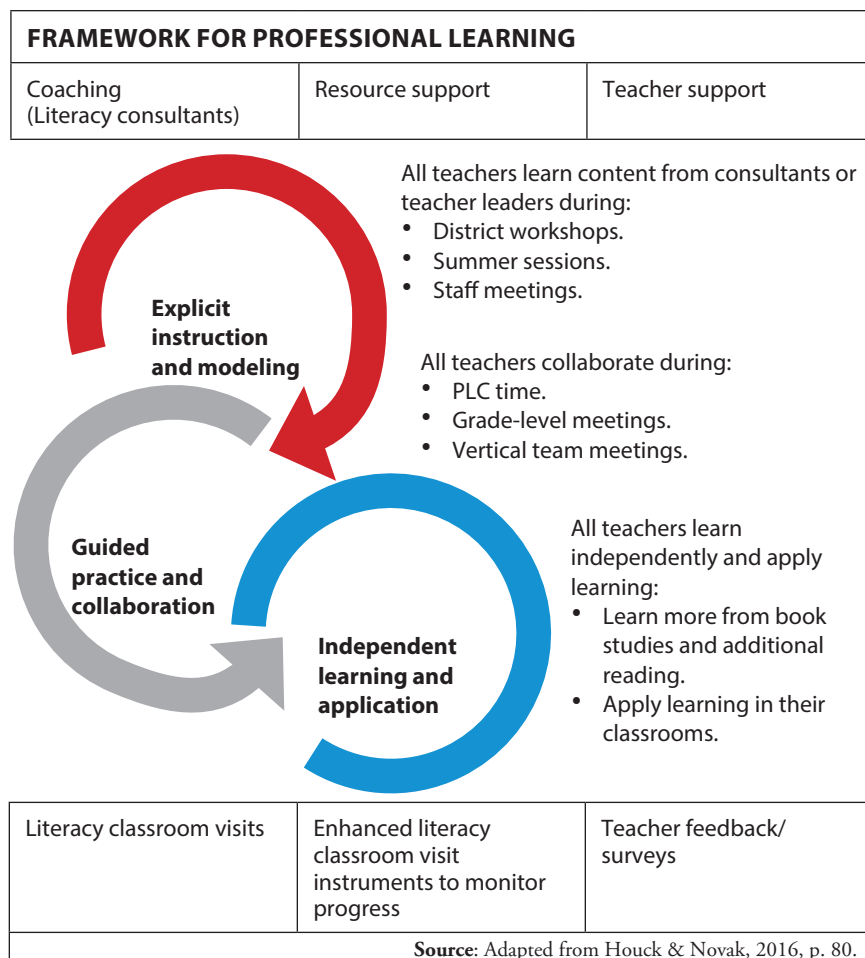 FRAMEWORK FOR PROFESSIONAL LEARNING
Coaching
(Literacy consultants)
Resource support
Teacher support
All teachers learn content from consultants or
teacher leaders during:
• District workshops.
• Summer sessions.
• Staff meetings.
Explicit
instruction
and modeling
All teachers collaborate during:
• PLC time.
• Grade-level meetings.
• Vertical team meetings.
Guided
practice and
collaboration
All teachers learn
independently and apply
learning:
• Learn more from book
studies and additional
reading.
• Apply learning in their
classrooms.
Independent
learning and
application
Literacy classroom visits
Enhanced literacy
classroom visit
instruments to monitor
progress
Teacher feedback/
surveys
Source: Adapted from Houck & Novak, 2016, p. 80.